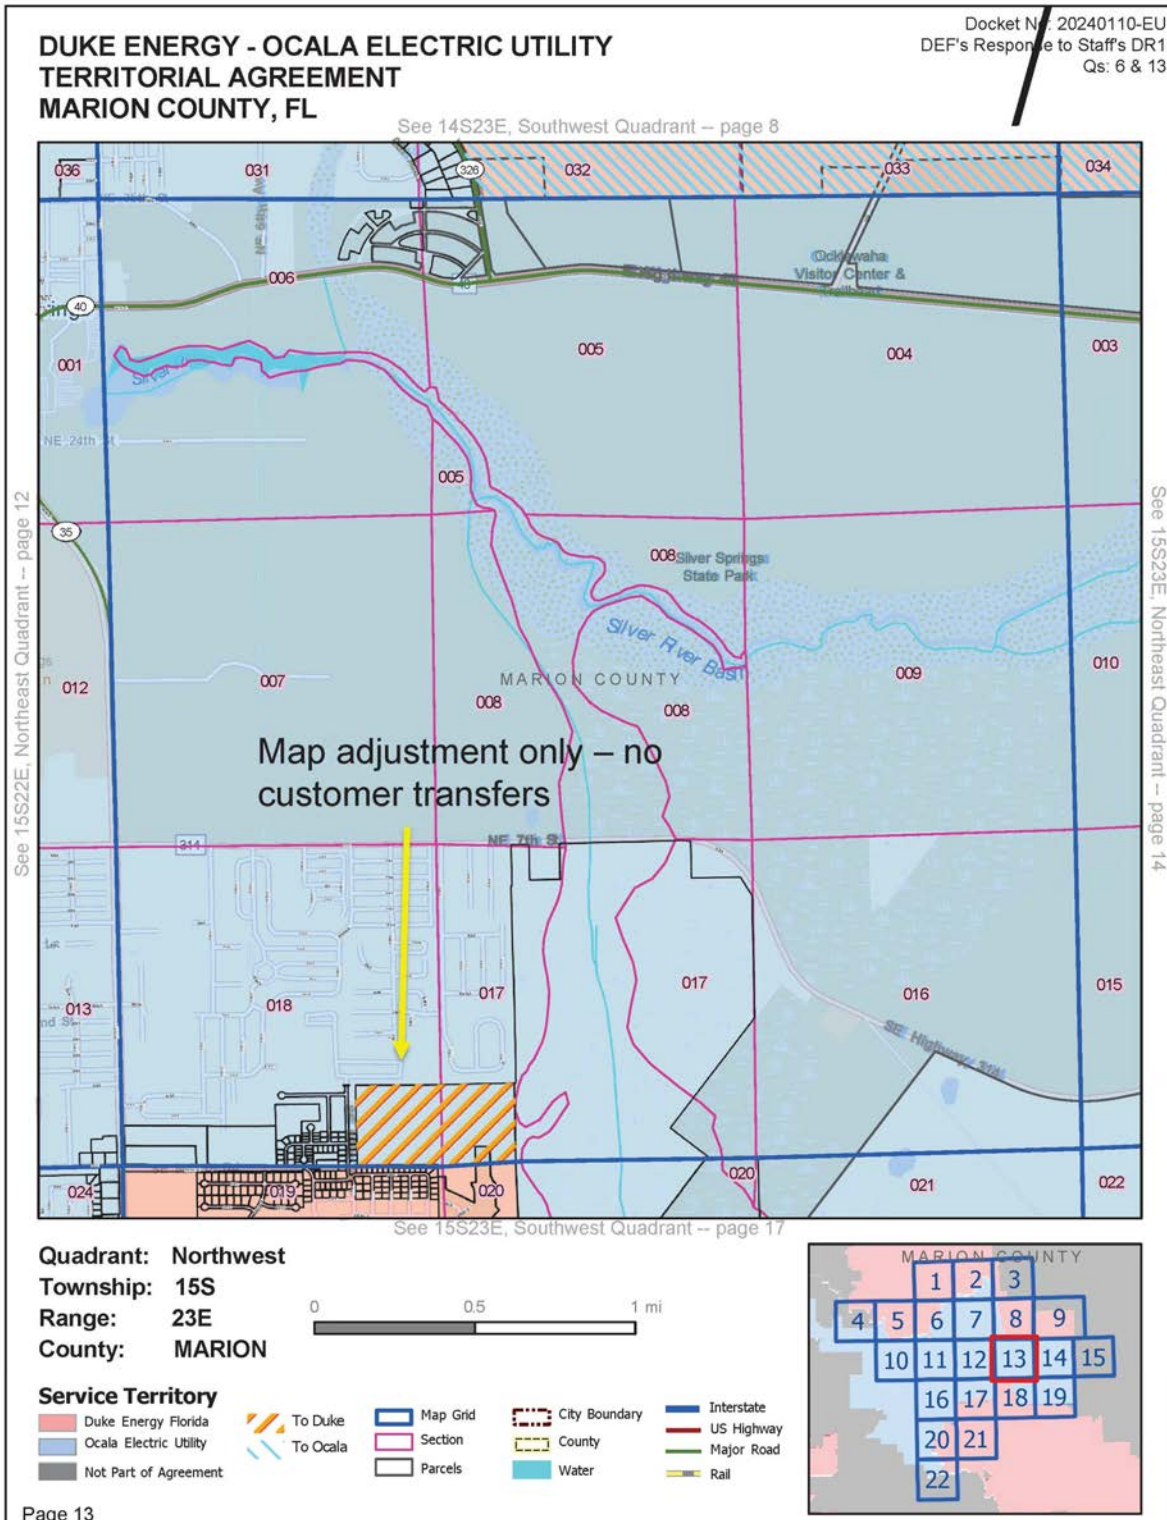 Docket No. 20240110-EU
DEF's Response to Staff's DR1
Qs: 6 & 13
DUKE ENERGY - OCALA ELECTRIC UTILITY
TERRITORIAL AGREEMENT
MARION COUNTY, FL
See 14S23E, Southwest Quadrant -- page 8
036
031
326
032
033
034
006
Ocklawaha
Visitor Center &
Trailhead
40
001
005
004
003
NE 24th St
005
35
See 15S22E, Northeast Quadrant -- page 12
See 15S23E, Northeast Quadrant -- page 14
008
Silver Springs
State Park
Silver River Basin
MARION COUNTY
012
007
008
008
009
010
Map adjustment only – no
customer transfers
314
NE 7th St
013
018
017
017
016
015
SE Highway 314
024
019
020
020
021
022
See 15S23E, Southwest Quadrant -- page 17
Quadrant: Northwest
Township: 15S
Range: 23E
County: MARION
0 0.5 1 mi
Service Territory
Duke Energy Florida
Ocala Electric Utility
Not Part of Agreement
To Duke
To Ocala
Map Grid
Section
Parcels
City Boundary
County
Water
Interstate
US Highway
Major Road
Rail
MARION COUNTY
1 2 3
4 5 6 7 8 9
10 11 12 13 14 15
16 17 18 19
20 21
22
Page 13